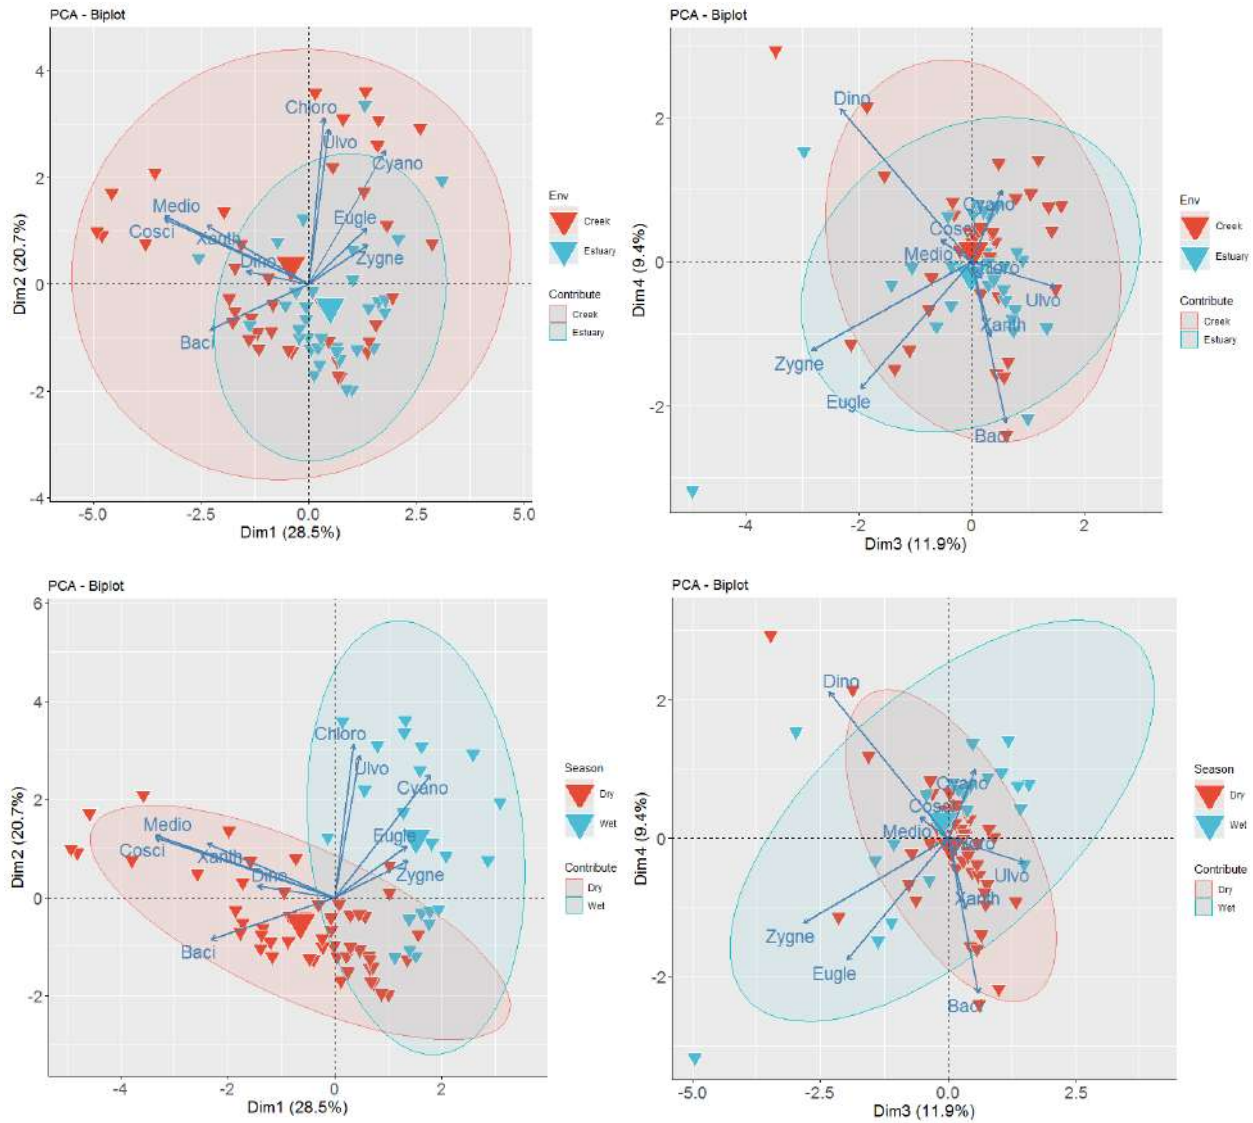 PCA - Biplot
4
2
0
-2
-4
Dim2 (20.7%)
Chloro
Ulvo
Cyano
Medio
Eugle
Cosci
Xanth
Dino
Zygne
Baci
-5.0 -2.5 0.0 2.5 5.0
Dim1 (28.5%)
Env
Creek
Estuary
Contribute
Creek
Estuary
PCA - Biplot
2
0
-2
Dim4 (9.4%)
Dino
Cyano
Cosci
Medio
Chloro
Ulvo
Xanth
Zygne
Eugle
Baci
-4 -2 0 2
Dim3 (11.9%)
Env
Creek
Estuary
Contribute
Creek
Estuary
PCA - Biplot
6
4
2
0
-2
Dim2 (20.7%)
Chloro
Ulvo
Cyano
Medio
Eugle
Cosci
Xanth
Dino
Zygne
Baci
-4 -2 0 2
Dim1 (28.5%)
Season
Dry
Wet
Contribute
Dry
Wet
PCA - Biplot
2
0
-2
Dim4 (9.4%)
Dino
Cyano
Cosci
Medio
Chloro
Ulvo
Xanth
Zygne
Eugle
Baci
-5.0 -2.5 0.0 2.5
Dim3 (11.9%)
Season
Dry
Wet
Contribute
Dry
Wet